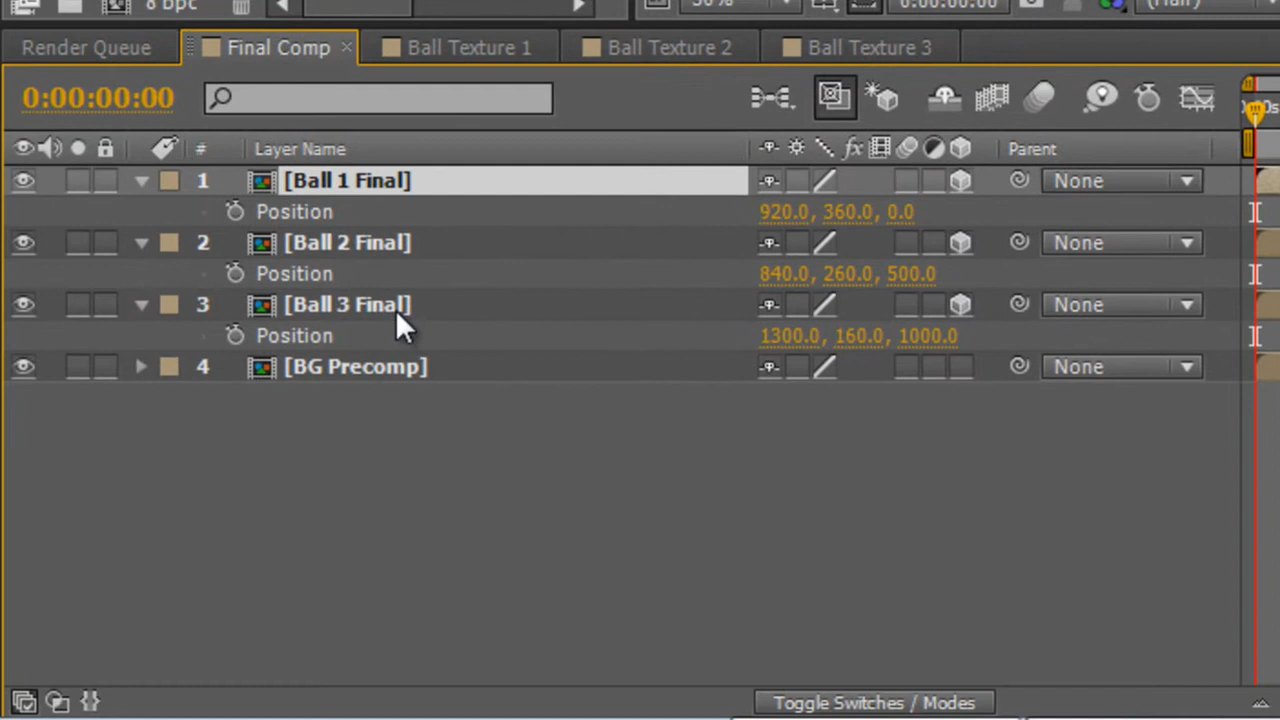 8 bpc
Render Queue Final Comp × Ball Texture 1 Ball Texture 2 Ball Texture 3
0:00:00:00
# Layer Name fx Parent
1 [Ball 1 Final] None
Position 920.0, 360.0, 0.0
2 [Ball 2 Final] None
Position 840.0, 260.0, 500.0
3 [Ball 3 Final] None
Position 1300.0, 160.0, 1000.0
4 [BG Precomp] None
Toggle Switches / Modes